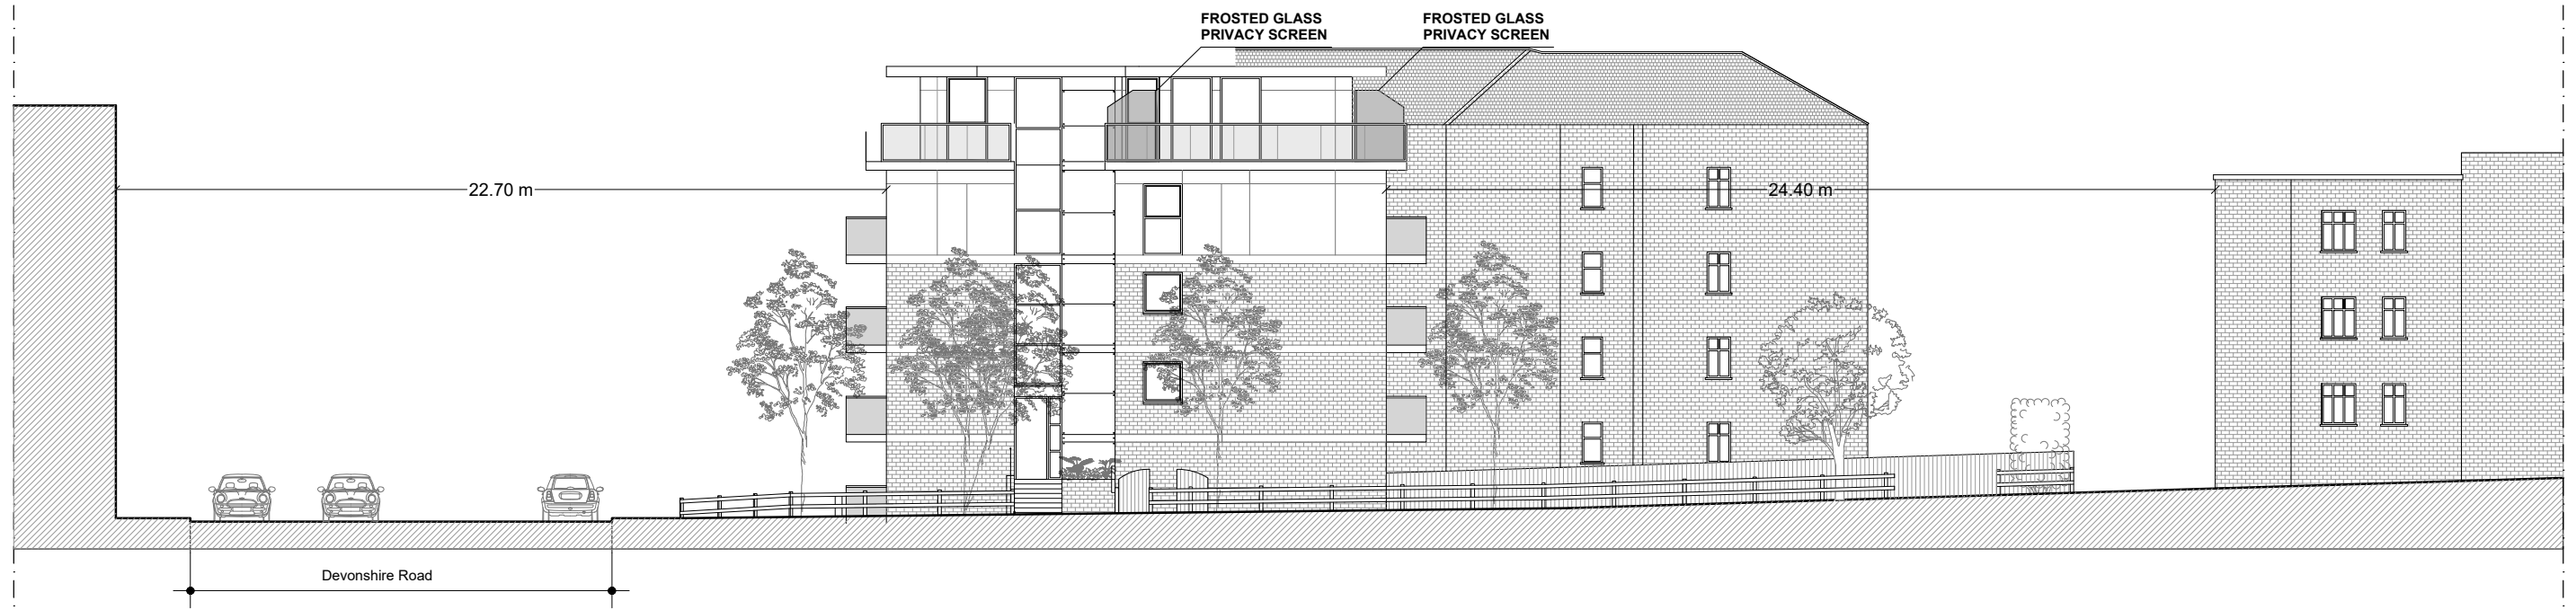 FROSTED GLASS
PRIVACY SCREEN
FROSTED GLASS
PRIVACY SCREEN
22.70 m
24.40 m
Devonshire Road